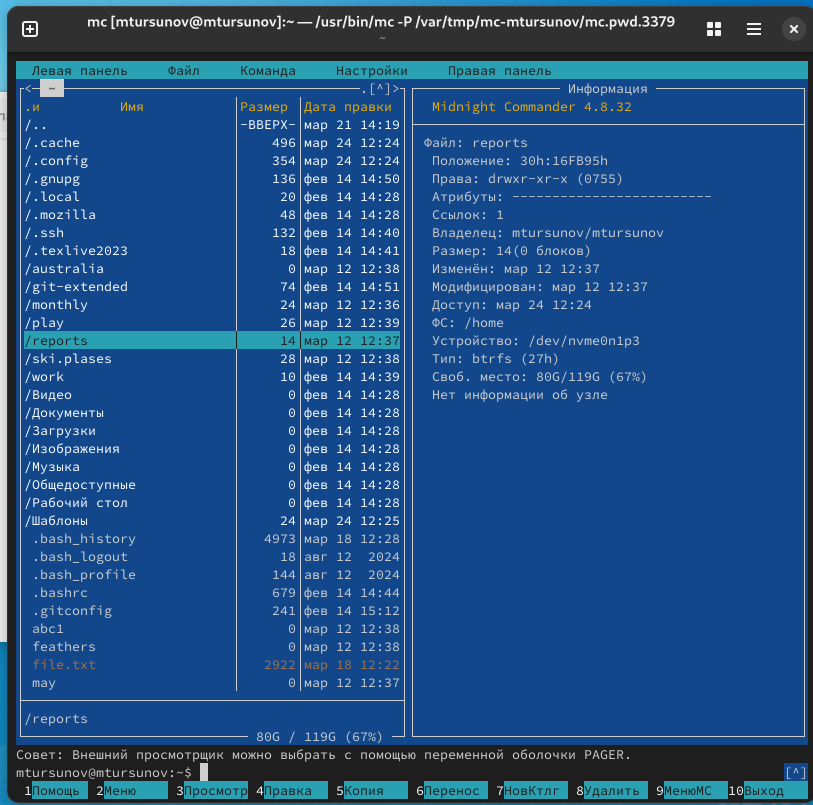 mc [mtursunov@mtursunov]:~ — /usr/bin/mc -P /var/tmp/mc-mtursunov/mc.pwd.3379
~
Левая панель Файл Команда Настройки Правая панель
<─ ~ .[^]>
.и Имя Размер Дата правки
/.. -ВВЕРХ- мар 21 14:19
/.cache 496 мар 24 12:24
/.config 354 мар 24 12:24
/.gnupg 136 фев 14 14:50
/.local 20 фев 14 14:28
/.mozilla 48 фев 14 14:28
/.ssh 132 фев 14 14:40
/.texlive2023 18 фев 14 14:41
/australia 0 мар 12 12:38
/git-extended 74 фев 14 14:51
/monthly 24 мар 12 12:36
/play 26 мар 12 12:39
/reports 14 мар 12 12:37
/ski.plases 28 мар 12 12:38
/work 10 фев 14 14:39
/Видео 0 фев 14 14:28
/Документы 0 фев 14 14:28
/Загрузки 0 фев 14 14:28
/Изображения 0 фев 14 14:28
/Музыка 0 фев 14 14:28
/Общедоступные 0 фев 14 14:28
/Рабочий стол 0 фев 14 14:28
/Шаблоны 24 мар 24 12:25
.bash_history 4973 мар 18 12:28
.bash_logout 18 авг 12 2024
.bash_profile 144 авг 12 2024
.bashrc 679 фев 14 14:44
.gitconfig 241 фев 14 15:12
abc1 0 мар 12 12:38
feathers 0 мар 12 12:38
file.txt 2922 мар 18 12:22
may 0 мар 12 12:37
/reports
80G / 119G (67%)
Информация
Midnight Commander 4.8.32
Файл: reports
Положение: 30h:16FB95h
Права: drwxr-xr-x (0755)
Атрибуты: -------------------------
Ссылок: 1
Владелец: mtursunov/mtursunov
Размер: 14(0 блоков)
Изменён: мар 12 12:37
Модифицирован: мар 12 12:37
Доступ: мар 24 12:24
ФС: /home
Устройство: /dev/nvme0n1p3
Тип: btrfs (27h)
Своб. место: 80G/119G (67%)
Нет информации об узле
Совет: Внешний просмотрщик можно выбрать с помощью переменной оболочки PAGER.
mtursunov@mtursunov:~$ [^]
1Помощь 2Меню 3Просмотр 4Правка 5Копия 6Перенос 7НовКтлг 8Удалить 9МенюМС 10Выход